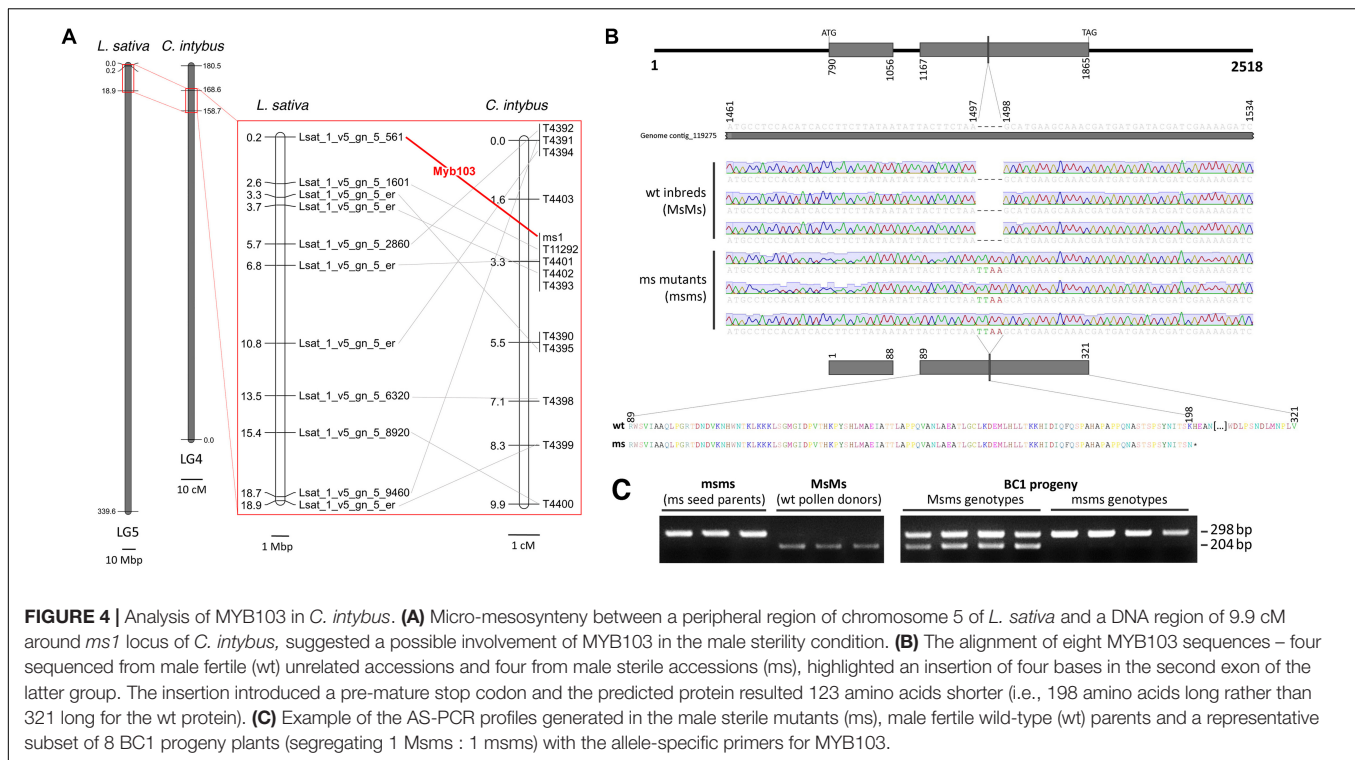 A
L. sativa
C. intybus
0.0
0.2
18.9
339.6
LG5
10 Mbp
180.5
168.6
158.7
0.0
LG4
10 cM
L. sativa
C. intybus
0.2 Lsat_1_v5_gn_5_561
2.6 Lsat_1_v5_gn_5_1601
3.3 Lsat_1_v5_gn_5_er
3.7 Lsat_1_v5_gn_5_er
5.7 Lsat_1_v5_gn_5_2860
6.8 Lsat_1_v5_gn_5_er
10.8 Lsat_1_v5_gn_5_er
13.5 Lsat_1_v5_gn_5_6320
15.4 Lsat_1_v5_gn_5_8920
18.7 Lsat_1_v5_gn_5_9460
18.9 Lsat_1_v5_gn_5_er
1 Mbp
Myb103
T4392
0.0 T4391
T4394
1.6 T4403
ms1
T11292
3.3 T4401
T4402
T4393
T4390
5.5
T4395
7.1 T4398
8.3 T4399
9.9 T4400
1 cM
B
ATG
TAG
1
790
1056
1167
1865
2518
1461
1497
1498
1534
ATGCCTCCACATCACCTTCTTATAATATTACTTCTAA----GCATGAAGCAAACGATGATGATACGATCGAAAAGATC
Genome contig_119275
wt inbreds
(MsMs)
ATGCCTCCACATCACCTTCTTATAATATTACTTCTAA----GCATGAAGCAAACGATGATGATACGATCGAAAAGATC
ATGCCTCCACATCACCTTCTTATAATATTACTTCTAA----GCATGAAGCAAACGATGATGATACGATCGAAAAGATC
ATGCCTCCACATCACCTTCTTATAATATTACTTCTAA----GCATGAAGCAAACGATGATGATACGATCGAAAAGATC
ms mutants
(msms)
ATGCCTCCACATCACCTTCTTATAATATTACTTCTAATTAAGCATGAAGCAAACGATGATGATACGATCGAAAAGATC
ATGCCTCCACATCACCTTCTTATAATATTACTTCTAATTAAGCATGAAGCAAACGATGATGATACGATCGAAAAGATC
ATGCCTCCACATCACCTTCTTATAATATTACTTCTAATTAAGCATGAAGCAAACGATGATGATACGATCGAAAAGATC
1
88
89
321
89
198
321
wt RWSVIAAQLPGRTDNDVKNHWNTKLKKKLSGMGIDPVTHKPYSHLMAEIATTLAPPQVANLAEATLGCLKDEMLHLLTKKHIDIQFQSPAHAPAPPQNASTSPSYNITSKHEAN[...]WDLPSNDLMNPLV
ms RWSVIAAQLPGRTDNDVKNHWNTKLKKKLSGMGIDPVTHKPYSHLMAEIATTLAPPQVANLAEATLGCLKDEMLHLLTKKHIDIQFQSPAHAPAPPQNASTSPSYNITSN*
C
msms
(ms seed parents)
MsMs
(wt pollen donors)
BC1 progeny
Msms genotypes
msms genotypes
298 bp
204 bp
FIGURE 4 | Analysis of MYB103 in C. intybus. (A) Micro-mesosynteny between a peripheral region of chromosome 5 of L. sativa and a DNA region of 9.9 cM
around ms1 locus of C. intybus, suggested a possible involvement of MYB103 in the male sterility condition. (B) The alignment of eight MYB103 sequences – four
sequenced from male fertile (wt) unrelated accessions and four from male sterile accessions (ms), highlighted an insertion of four bases in the second exon of the
latter group. The insertion introduced a pre-mature stop codon and the predicted protein resulted 123 amino acids shorter (i.e., 198 amino acids long rather than
321 long for the wt protein). (C) Example of the AS-PCR profiles generated in the male sterile mutants (ms), male fertile wild-type (wt) parents and a representative
subset of 8 BC1 progeny plants (segregating 1 Msms : 1 msms) with the allele-specific primers for MYB103.